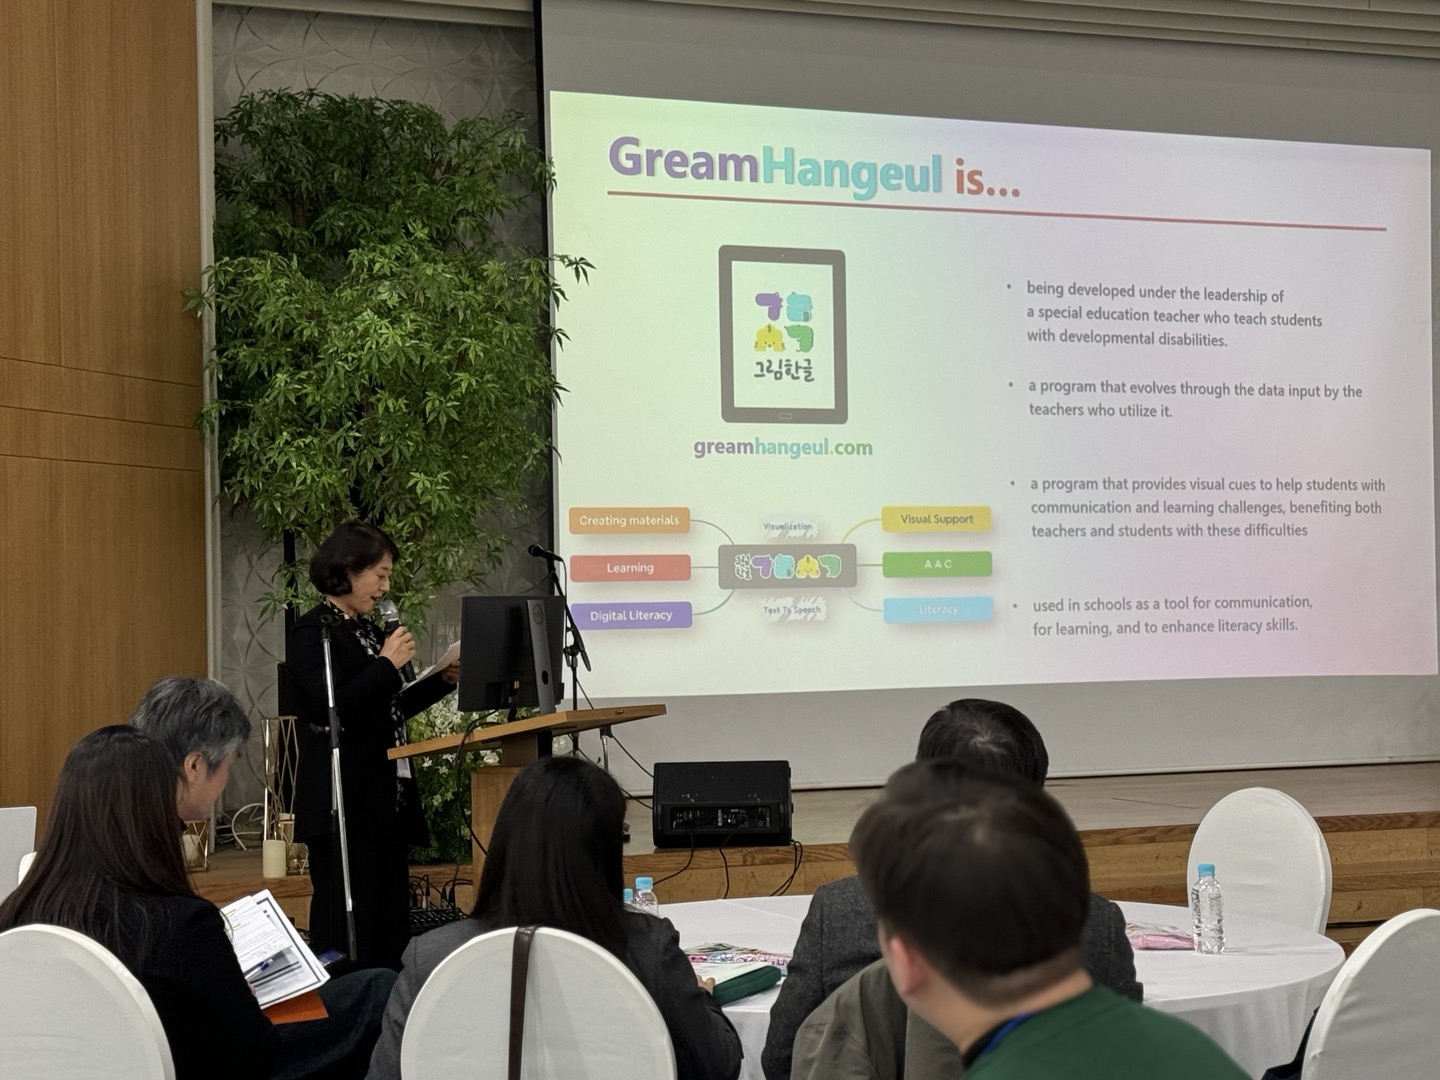 GreamHangeul is...
그림한글
greamhangeul.com
Creating materials
Learning
Digital Literacy
Visualization
그림한글
Text To Speech
Visual Support
A A C
Literacy
• being developed under the leadership of
a special education teacher who teach students
with developmental disabilities.
• a program that evolves through the data input by the
teachers who utilize it.
• a program that provides visual cues to help students with
communication and learning challenges, benefiting both
teachers and students with these difficulties
• used in schools as a tool for communication,
for learning, and to enhance literacy skills.